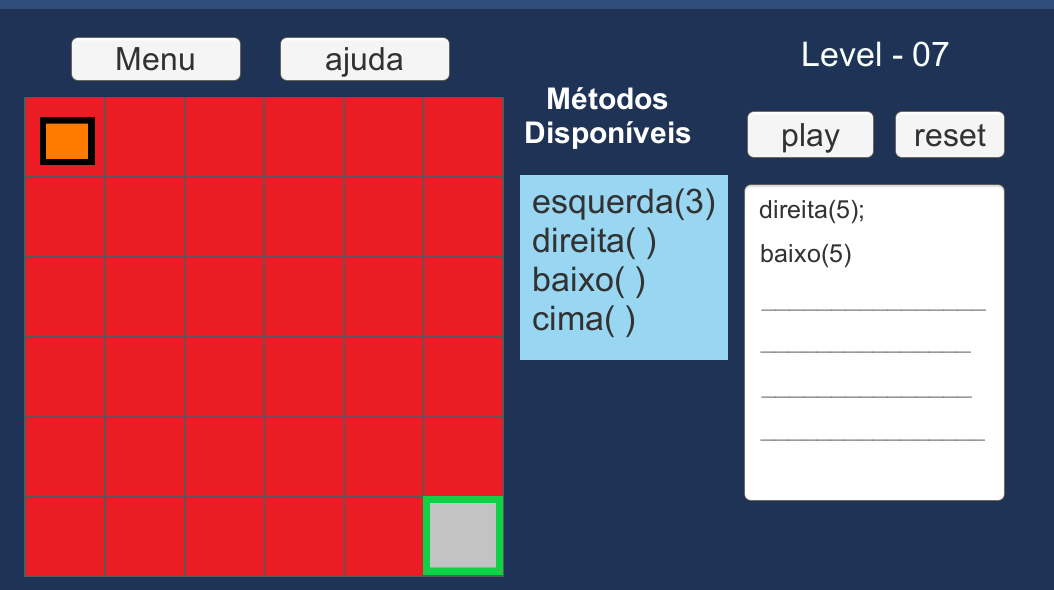 Menu
ajuda
Level - 07
Métodos
Disponíveis
play
reset
esquerda(3)
direita( )
baixo( )
cima( )
direita(5);
baixo(5)